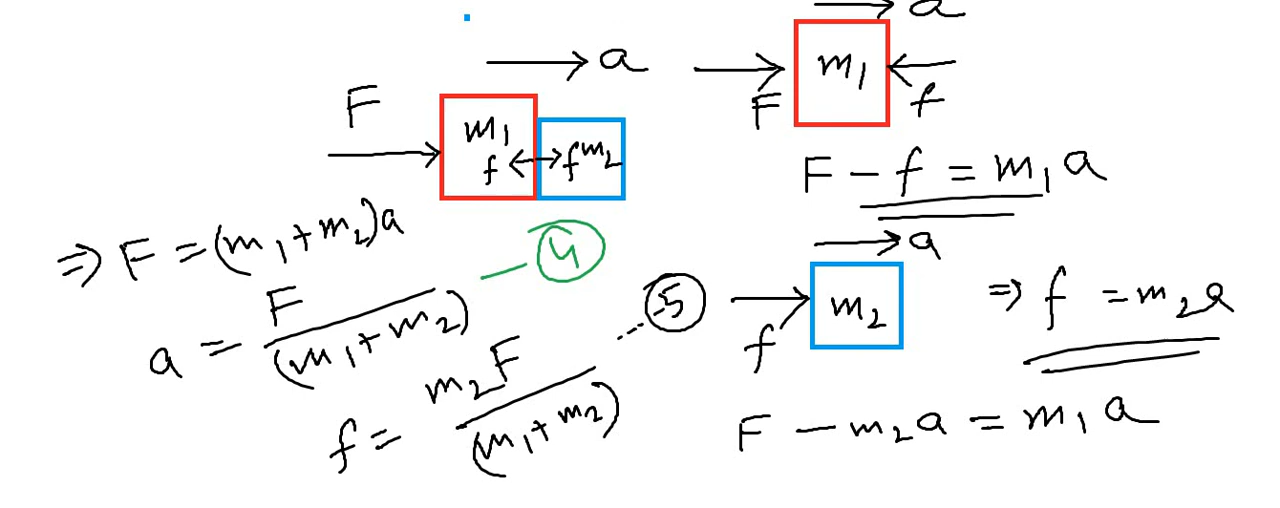 a
F
a
m₁
F
f
m₁
f
f
m₂
F - f = m₁a
⇒ F = (m₁ + m₂)a
a
a = F/(m₁ + m₂) — ④
f
m₂
⇒ f = m₂a
f = m₂F/(m₁ + m₂) ... ⑤
F - m₂a = m₁a